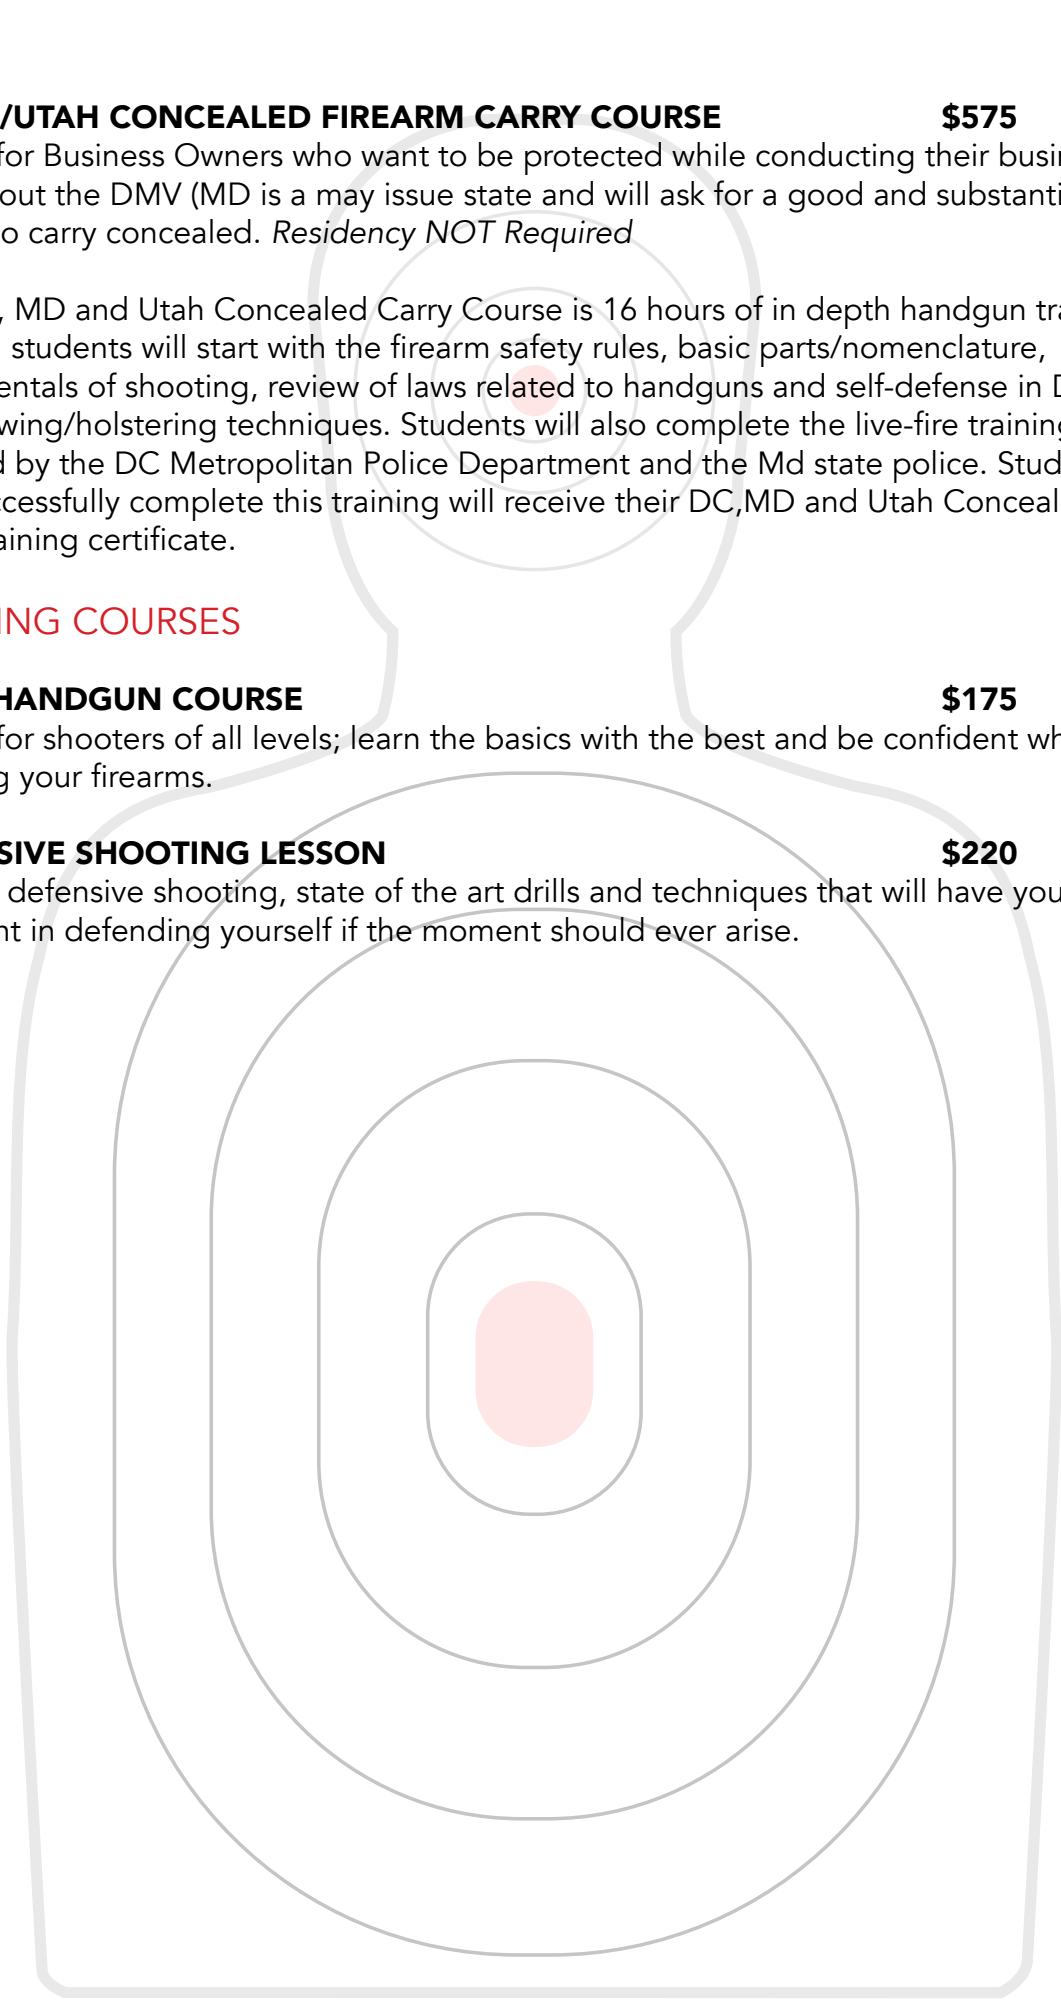 /UTAH CONCEALED FIREARM CARRY COURSE $575
for Business Owners who want to be protected while conducting their
out the DMV (MD is a may issue state and will ask for a good and
o carry concealed. Residency NOT Required
, MD and Utah Concealed Carry Course is 16 hours of in depth handgun
students will start with the firearm safety rules, basic parts/nomenclature,
entals of shooting, review of laws related to handguns and self-defense in
wing/holstering techniques. Students will also complete the live-fire training
d by the DC Metropolitan Police Department and the Md state police.
ccessfully complete this training will receive their DC,MD and Utah
aining certificate.
ING COURSES
HANDGUN COURSE $175
for shooters of all levels; learn the basics with the best and be confident
g your firearms.
SIVE SHOOTING LESSON $220
defensive shooting, state of the art drills and techniques that will have you
nt in defending yourself if the moment should ever arise.